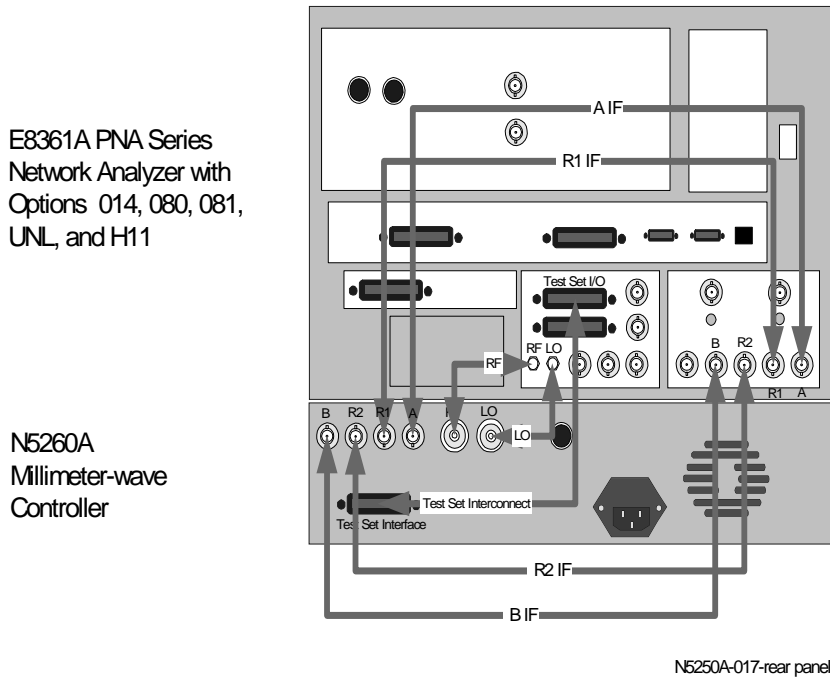 A IF
R1 IF
E8361A PNA Series
Network Analyzer with
Options 014, 080, 081,
UNL, and H11
Test Set I/O
RF LO
B R2
RF
R1 A
B R2 R1 A LO
LO
N5260A
Millimeter-wave
Controller
Test Set Interconnect
Test Set Interface
R2 IF
B IF
N5250A-017-rear panel